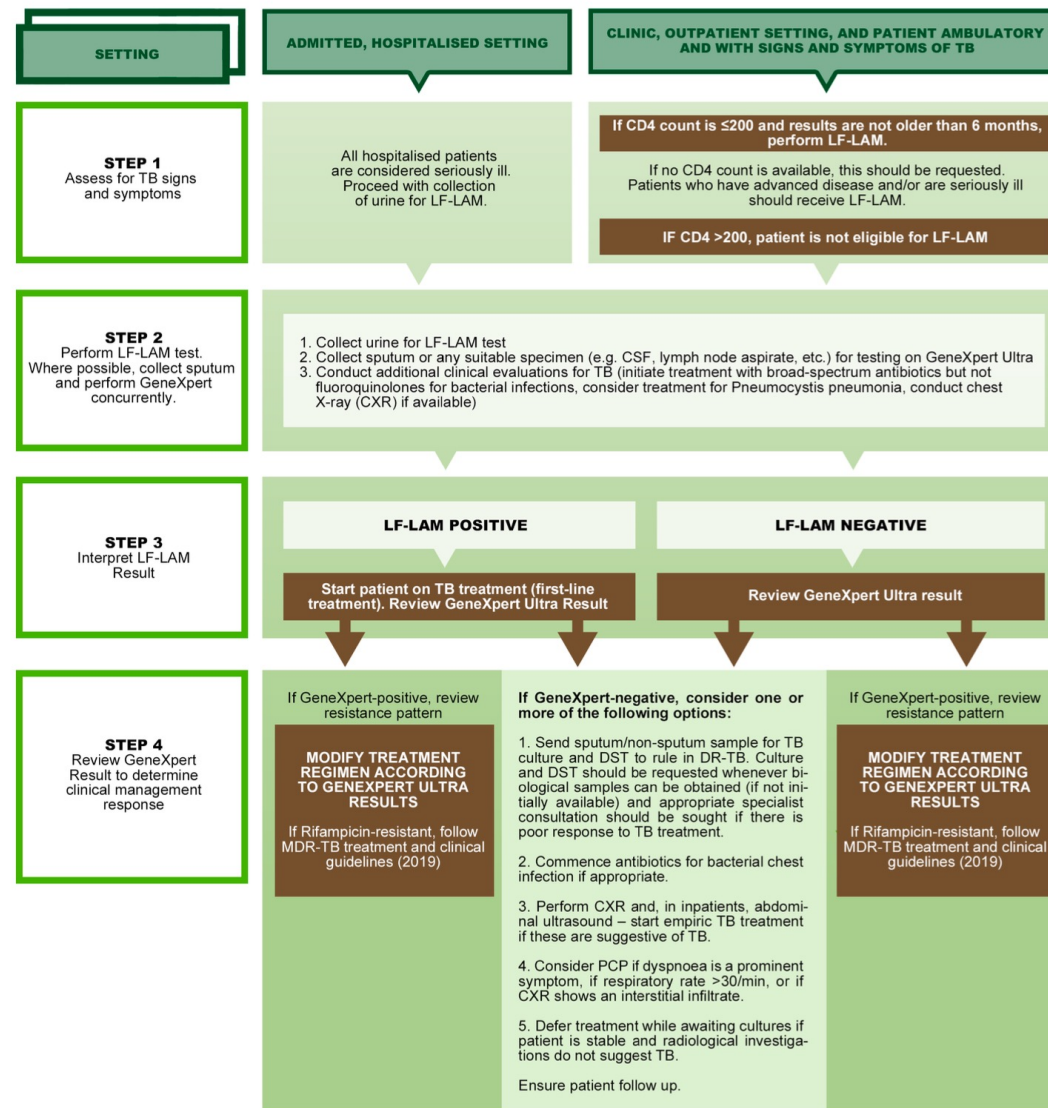 SETTING
ADMITTED, HOSPITALISED SETTING
CLINIC, OUTPATIENT SETTING, AND PATIENT AMBULATORY
AND WITH SIGNS AND SYMPTOMS OF TB
STEP 1
Assess for TB signs
and symptoms
All hospitalised patients
are considered seriously ill.
Proceed with collection
of urine for LF-LAM.
If CD4 count is ≤200 and results are not older than 6 months,
perform LF-LAM.
If no CD4 count is available, this should be requested.
Patients who have advanced disease and/or are seriously ill
should receive LF-LAM.
IF CD4 >200, patient is not eligible for LF-LAM
STEP 2
Perform LF-LAM test.
Where possible, collect sputum
and perform GeneXpert
concurrently.
1. Collect urine for LF-LAM test
2. Collect sputum or any suitable specimen (e.g. CSF, lymph node aspirate, etc.) for testing on GeneXpert Ultra
3. Conduct additional clinical evaluations for TB (initiate treatment with broad-spectrum antibiotics but not
fluoroquinolones for bacterial infections, consider treatment for Pneumocystis pneumonia, conduct chest
X-ray (CXR) if available)
STEP 3
Interpret LF-LAM
Result
LF-LAM POSITIVE
Start patient on TB treatment (first-line
treatment). Review GeneXpert Ultra Result
LF-LAM NEGATIVE
Review GeneXpert Ultra result
STEP 4
Review GeneXpert
Result to determine
clinical management
response
If GeneXpert-positive, review
resistance pattern
MODIFY TREATMENT
REGIMEN ACCORDING
TO GENEXPERT ULTRA
RESULTS
If Rifampicin-resistant, follow
MDR-TB treatment and clinical
guidelines (2019)
If GeneXpert-negative, consider one or
more of the following options:
1. Send sputum/non-sputum sample for TB
culture and DST to rule in DR-TB. Culture
and DST should be requested whenever bi-
ological samples can be obtained (if not ini-
tially available) and appropriate specialist
consultation should be sought if there is
poor response to TB treatment.
2. Commence antibiotics for bacterial chest
infection if appropriate.
3. Perform CXR and, in inpatients, abdomi-
nal ultrasound – start empiric TB treatment
if these are suggestive of TB.
4. Consider PCP if dyspnoea is a prominent
symptom, if respiratory rate >30/min, or if
CXR shows an interstitial infiltrate.
5. Defer treatment while awaiting cultures if
patient is stable and radiological investiga-
tions do not suggest TB.
Ensure patient follow up.
If GeneXpert-positive, review
resistance pattern
MODIFY TREATMENT
REGIMEN ACCORDING
TO GENEXPERT ULTRA
RESULTS
If Rifampicin-resistant, follow
MDR-TB treatment and clinical
guidelines (2019)